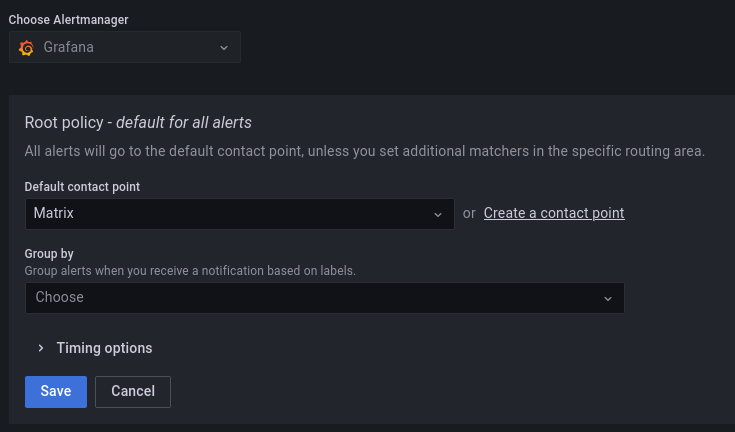 Choose Alertmanager
Grafana
Root policy - default for all alerts
All alerts will go to the default contact point, unless you set additional matchers in the specific routing area.
Default contact point
Matrix or Create a contact point
Group by
Group alerts when you receive a notification based on labels.
Choose
Timing options
Save Cancel